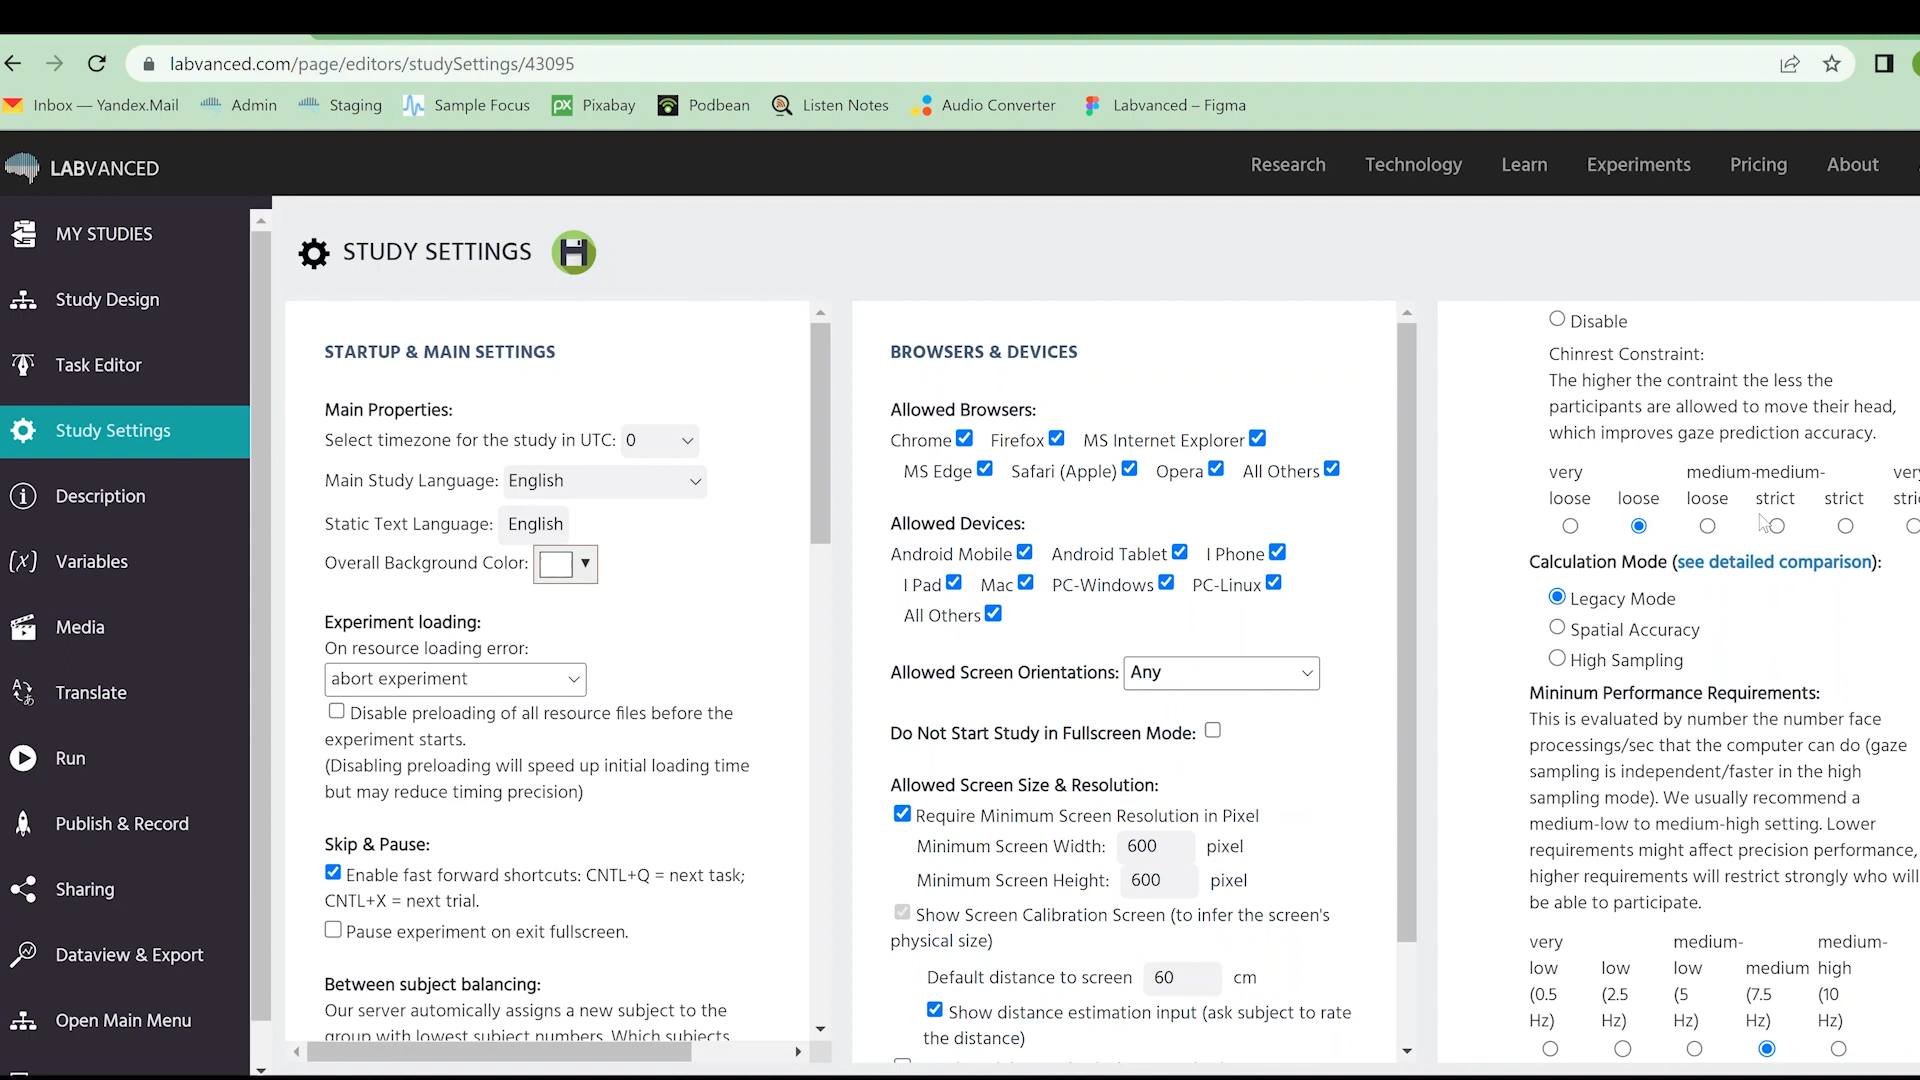 labvanced.com/page/editors/studySettings/43095
Inbox — Yandex.Mail
Admin
Staging
Sample Focus
Pixabay
Podbean
Listen Notes
Audio Converter
Labvanced – Figma
LABVANCED
Research
Technology
Learn
Experiments
Pricing
About
MY STUDIES
Study Design
Task Editor
Study Settings
Description
Variables
Media
Translate
Run
Publish & Record
Sharing
Dataview & Export
Open Main Menu
STUDY SETTINGS
STARTUP & MAIN SETTINGS
Main Properties:
Select timezone for the study in UTC: 0
Main Study Language: English
Static Text Language: English
Overall Background Color:
Experiment loading:
On resource loading error:
abort experiment
Disable preloading of all resource files before the
experiment starts.
(Disabling preloading will speed up initial loading time
but may reduce timing precision)
Skip & Pause:
Enable fast forward shortcuts: CNTL+Q = next task;
CNTL+X = next trial.
Pause experiment on exit fullscreen.
Between subject balancing:
Our server automically assigns a new subject to the
group with lowest subject numbers. Which subjects
BROWSERS & DEVICES
Allowed Browsers:
Chrome Firefox MS Internet Explorer
MS Edge Safari (Apple) Opera All Others
Allowed Devices:
Android Mobile Android Tablet I Phone
I Pad Mac PC-Windows PC-Linux
All Others
Allowed Screen Orientations: Any
Do Not Start Study in Fullscreen Mode:
Allowed Screen Size & Resolution:
Require Minimum Screen Resolution in Pixel
Minimum Screen Width: 600 pixel
Minimum Screen Height: 600 pixel
Show Screen Calibration Screen (to infer the screen's
physical size)
Default distance to screen 60 cm
Show distance estimation input (ask subject to rate
the distance)
Disable
Chinrest Constraint:
The higher the contraint the less the
participants are allowed to move their head,
which improves gaze prediction accuracy.
very medium-medium-
loose loose loose strict strict
Calculation Mode (see detailed comparison):
Legacy Mode
Spatial Accuracy
High Sampling
Mininum Performance Requirements:
This is evaluated by number the number face
processings/sec that the computer can do (gaze
sampling is independent/faster in the high
sampling mode). We usually recommend a
medium-low to medium-high setting. Lower
requirements might affect precision performance,
higher requirements will restrict strongly who will
be able to participate.
very medium- medium-
low low low medium high
(0.5 (2.5 (5 (7.5 (10
Hz) Hz) Hz) Hz) Hz)